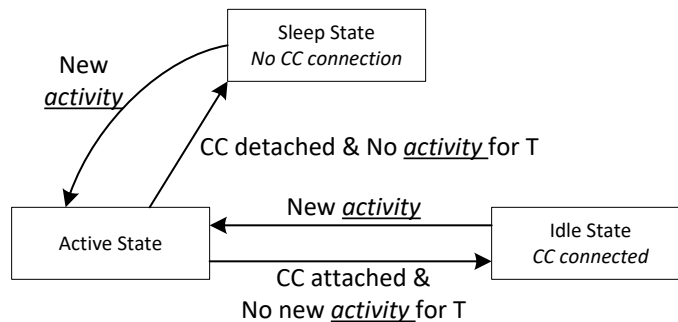 Sleep State
No CC connection
New
activity
CC detached & No activity for T
New activity
Active State
Idle State
CC connected
CC attached &
No new activity for T